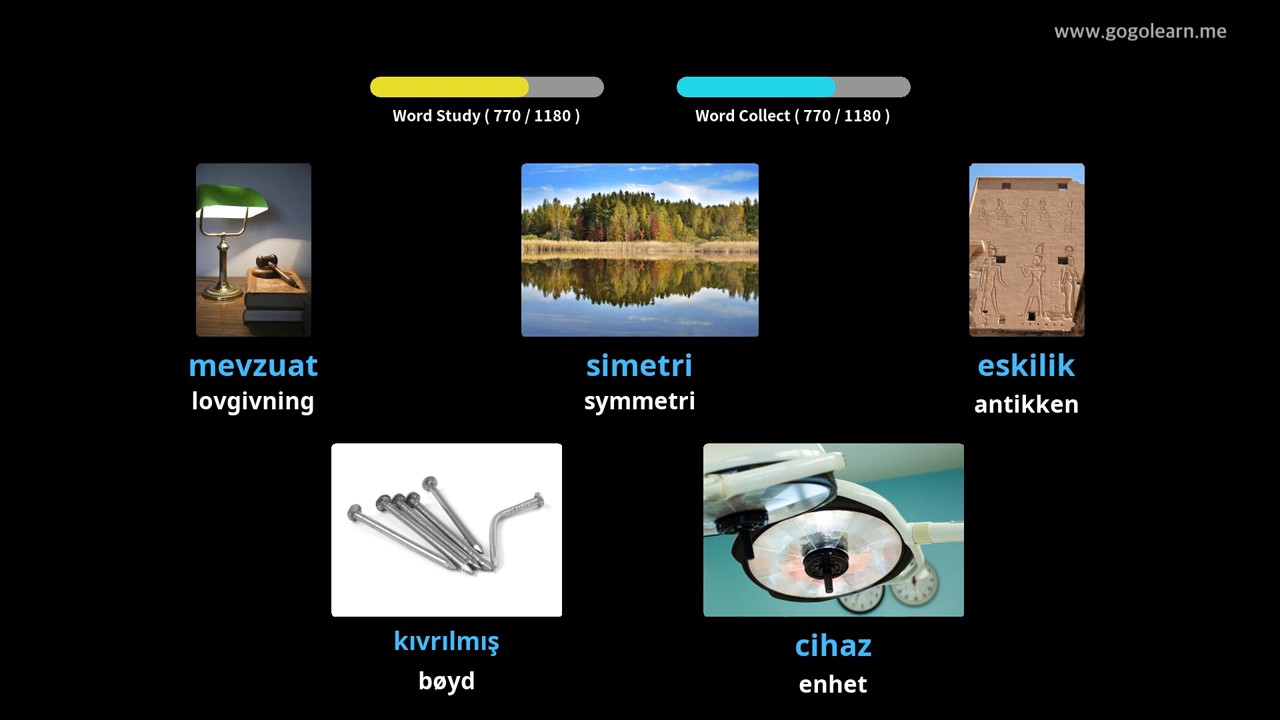 www.gogolearn.me
Word Study ( 770 / 1180 )
Word Collect ( 770 / 1180 )
mevzuat
lovgivning
simetri
symmetri
eskilik
antikken
kıvrılmış
bøyd
cihaz
enhet